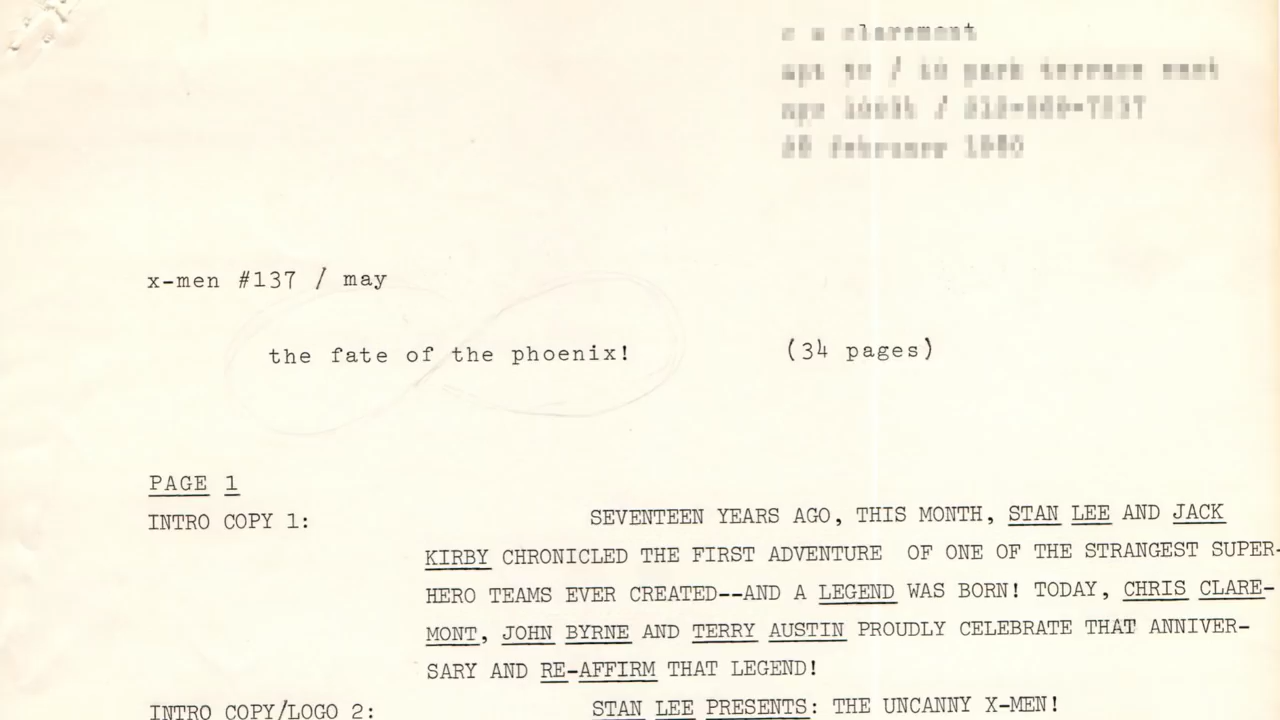 c w claremont
x-men #137 / may
the fate of the phoenix!
(34 pages)
PAGE 1
INTRO COPY 1:
SEVENTEEN YEARS AGO, THIS MONTH, STAN LEE AND JACK
KIRBY CHRONICLED THE FIRST ADVENTURE  OF ONE OF THE STRANGEST SUPER-
HERO TEAMS EVER CREATED--AND A LEGEND WAS BORN! TODAY, CHRIS CLARE-
MONT, JOHN BYRNE AND TERRY AUSTIN PROUDLY CELEBRATE THAT ANNIVER-
SARY AND RE-AFFIRM THAT LEGEND!
INTRO COPY/LOGO 2:
STAN LEE PRESENTS: THE UNCANNY X-MEN!